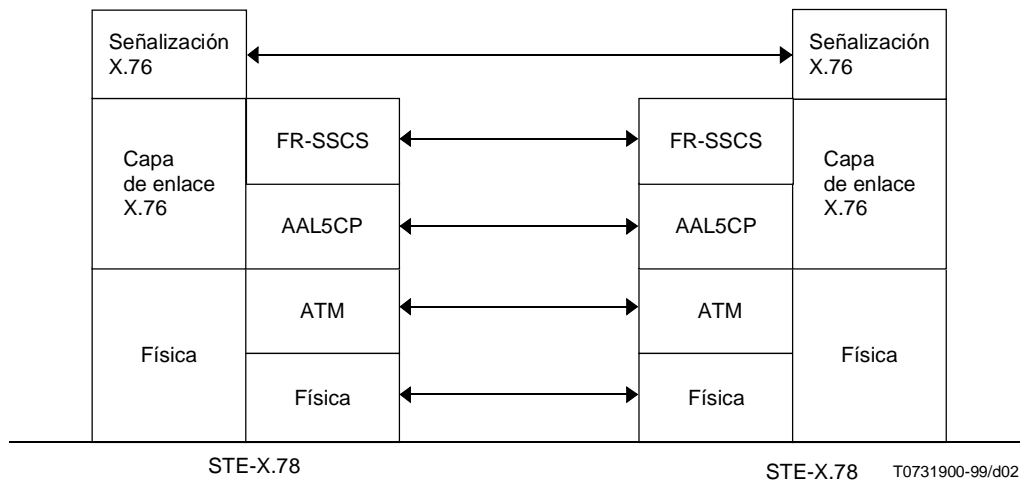 Señalización
X.76
Señalización
X.76
FR-SSCS
FR-SSCS
Capa
de enlace
X.76
Capa
de enlace
X.76
AAL5CP
AAL5CP
ATM
ATM
Física
Física
Física
Física
STE-X.78
STE-X.78
T0731900-99/d02